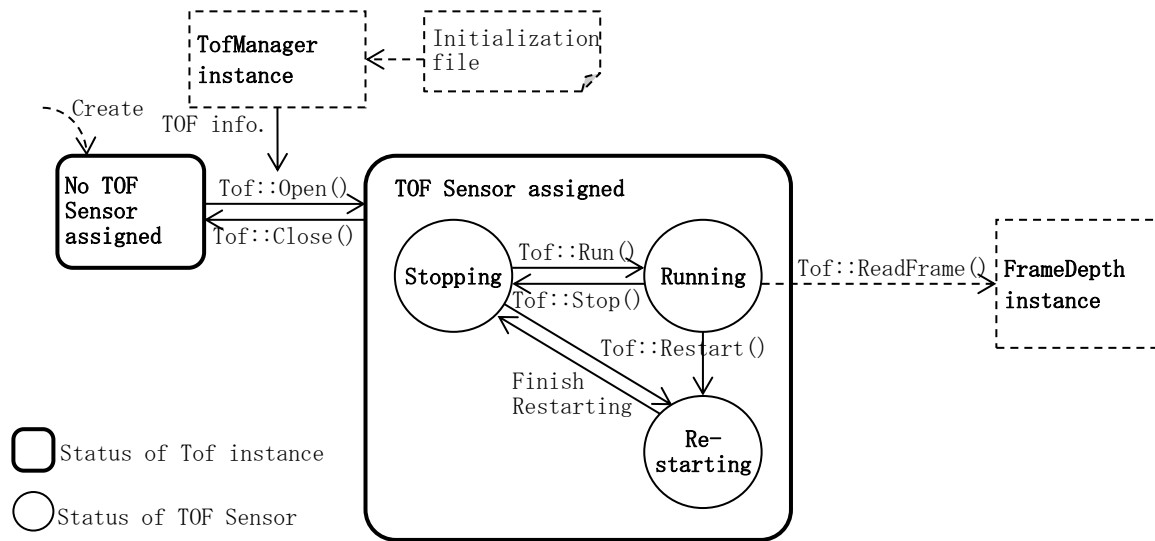 TofManager
instance
Initialization
file
Create
TOF info.
No TOF
Sensor
assigned
Tof::Open()
Tof::Close()
TOF Sensor assigned
Stopping
Tof::Run()
Tof::Stop()
Running
Tof::ReadFrame()
FrameDepth
instance
Tof::Restart()
Finish
Restarting
Re-
starting
Status of Tof instance
Status of TOF Sensor